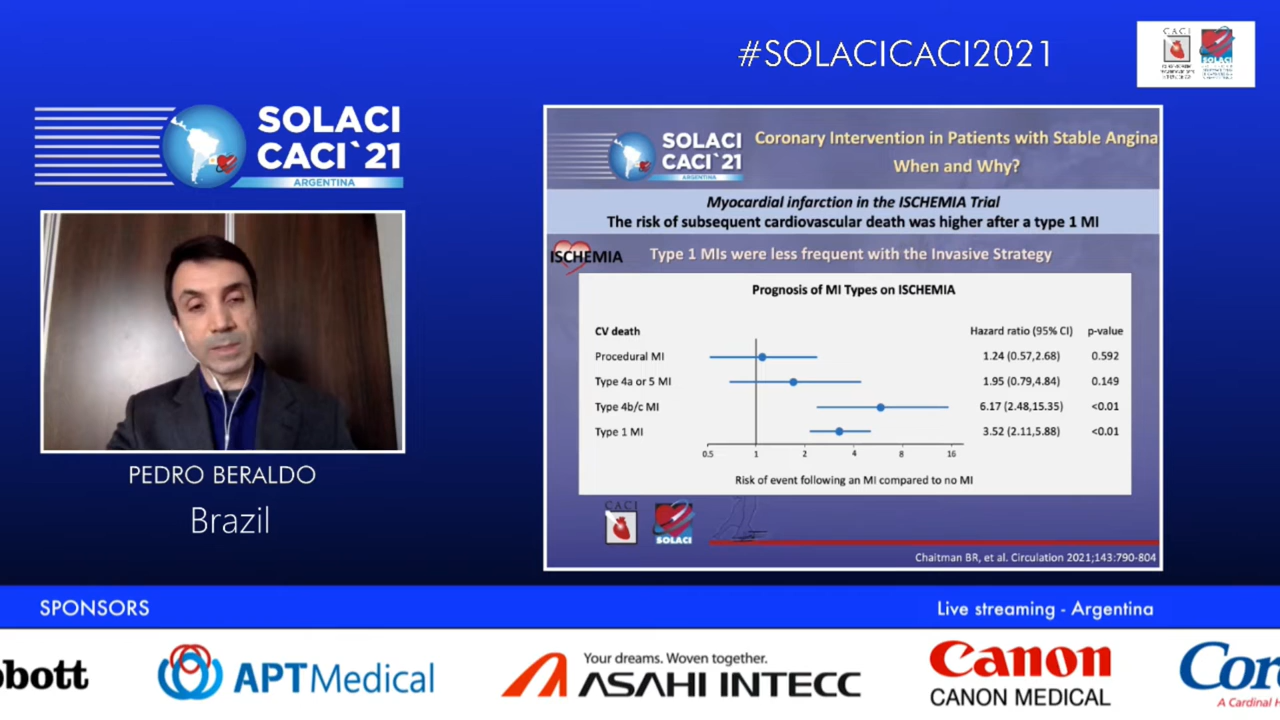 #SOLACICACI2021
CACI
SOLACI
SOLACI
CACI`21
ARGENTINA
PEDRO BERALDO
Brazil
SOLACI
CACI`21
ARGENTINA
Coronary Intervention in Patients with Stable Angina
When and Why?
Myocardial infarction in the ISCHEMIA Trial
The risk of subsequent cardiovascular death was higher after a type 1 MI
ISCHEMIA
Type 1 MIs were less frequent with the Invasive Strategy
Prognosis of MI Types on ISCHEMIA
CV death Hazard ratio (95% CI) p-value
Procedural MI 1.24 (0.57,2.68) 0.592
Type 4a or 5 MI 1.95 (0.79,4.84) 0.149
Type 4b/c MI 6.17 (2.48,15.35) <0.01
Type 1 MI 3.52 (2.11,5.88) <0.01
0.5 1 2 4 8 16
Risk of event following an MI compared to no MI
CACI
SOLACI
Chaitman BR, et al. Circulation 2021;143:790-804
SPONSORS
Live streaming - Argentina
bott
APTMedical
Your dreams. Woven together.
ASAHI INTECC
Canon
CANON MEDICAL
Cor
A Cardinal H